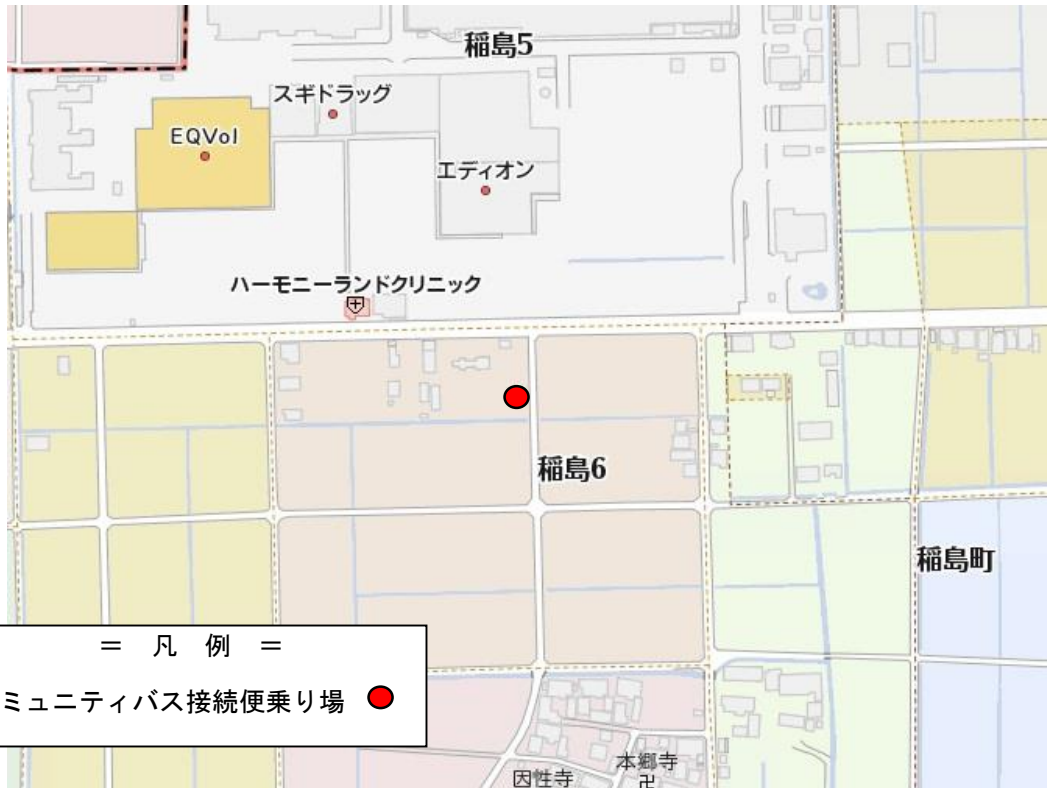 稲島5
スギドラッグ
EQVol
エディオン
ハーモニーランドクリニック
稲島6
稲島町
＝ 凡 例 ＝
ミュニティバス接続便乗り場
本郷寺
因性寺